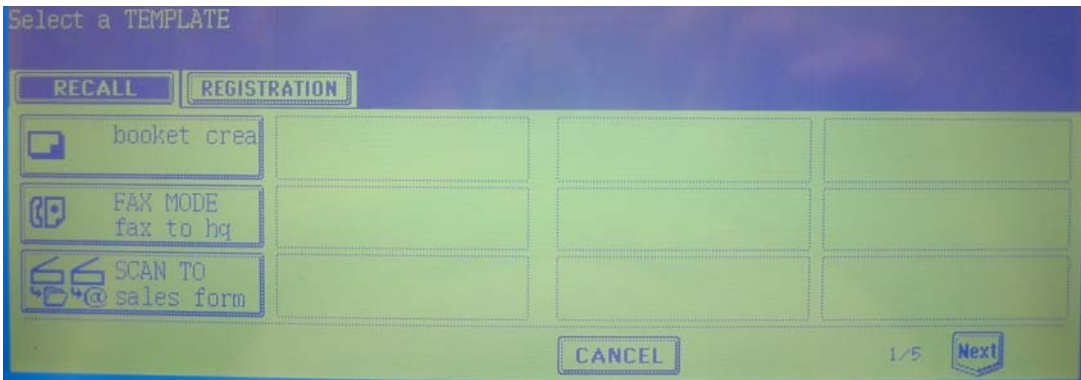 Select a TEMPLATE
RECALL
REGISTRATION
booket crea
FAX MODE
fax to hq
SCAN TO
@ sales form
CANCEL
1/5
Next